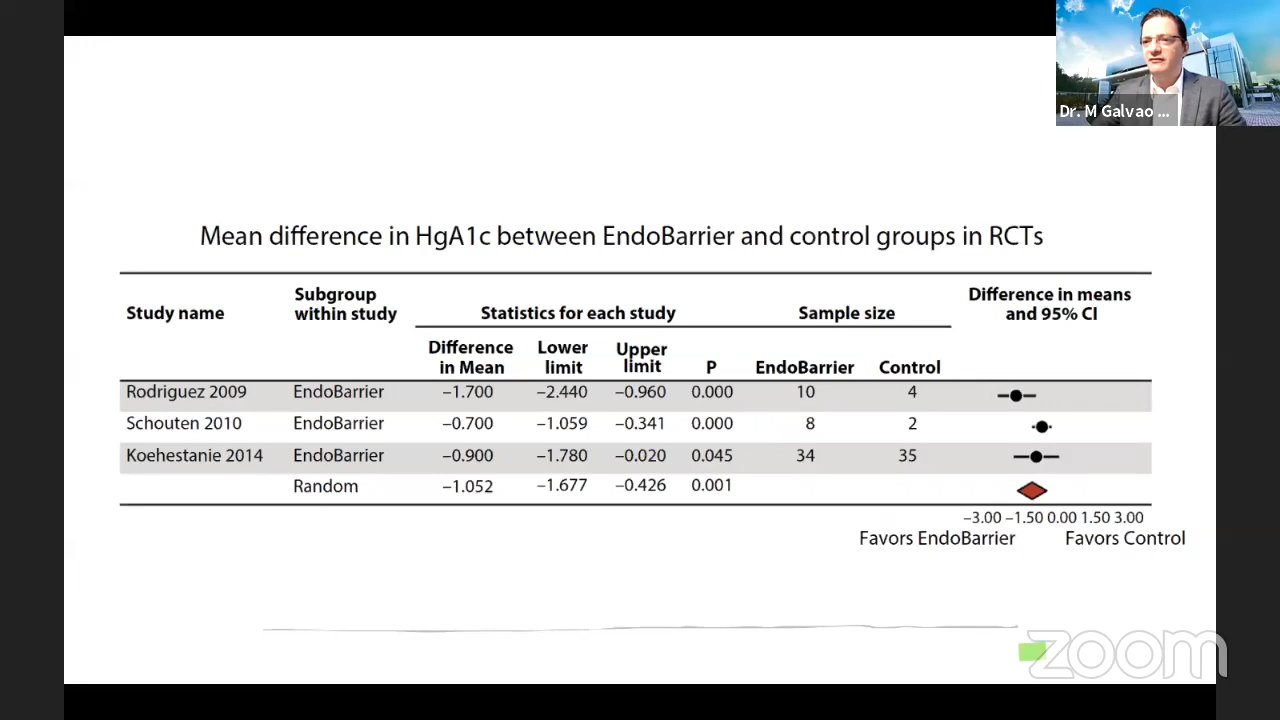 Dr. M Galvao ...
Mean difference in HgA1c between EndoBarrier and control groups in RCTs
Study name
Subgroup
within study
Statistics for each study
Sample size
Difference in means
and 95% CI
Difference
in Mean
Lower
limit
Upper
limit
P
EndoBarrier
Control
Rodriguez 2009 EndoBarrier –1.700 –2.440 –0.960 0.000 10 4
Schouten 2010 EndoBarrier –0.700 –1.059 –0.341 0.000 8 2
Koehestanie 2014 EndoBarrier –0.900 –1.780 –0.020 0.045 34 35
Random –1.052 –1.677 –0.426 0.001
–3.00 –1.50 0.00 1.50 3.00
Favors EndoBarrier Favors Control
zoom